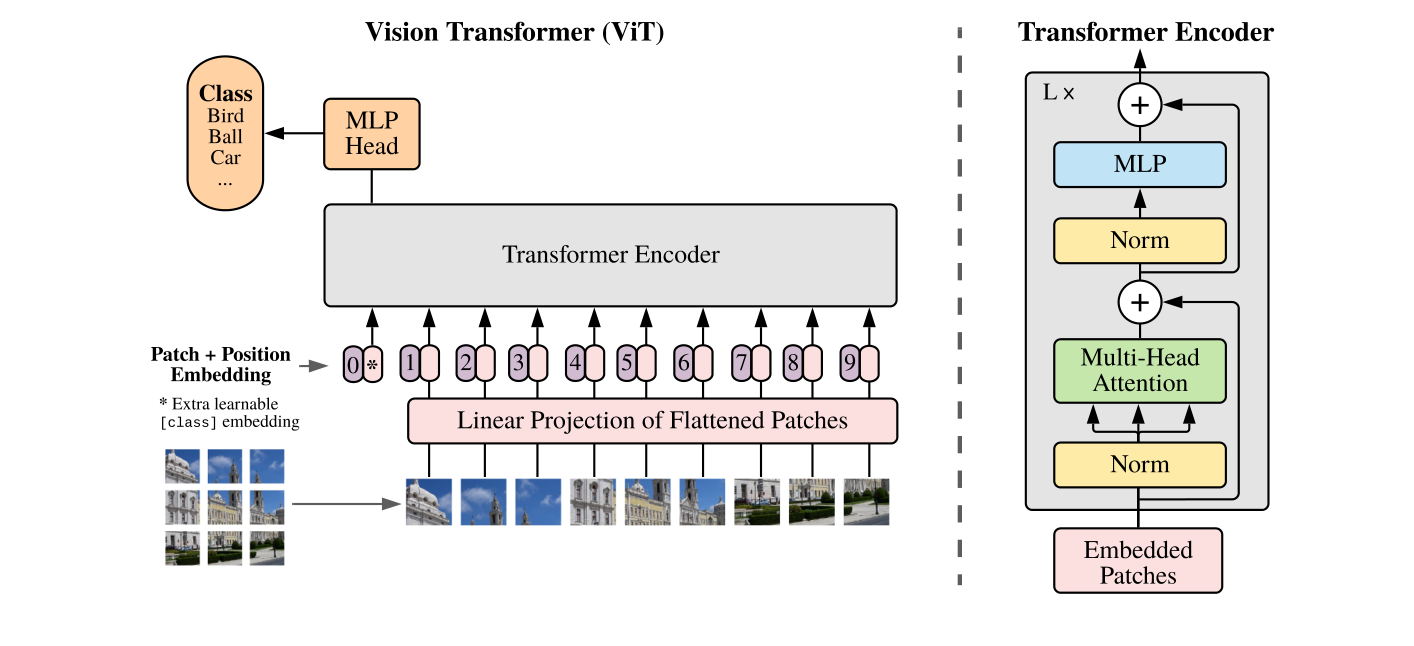 Vision Transformer (ViT)
Class
Bird
Ball
Car
...
MLP
Head
Transformer Encoder
Patch + Position
Embedding
0 * 1 2 3 4 5 6 7 8 9
* Extra learnable
[class] embedding
Linear Projection of Flattened Patches
Transformer Encoder
L ×
+
MLP
Norm
+
Multi-Head
Attention
Norm
Embedded
Patches